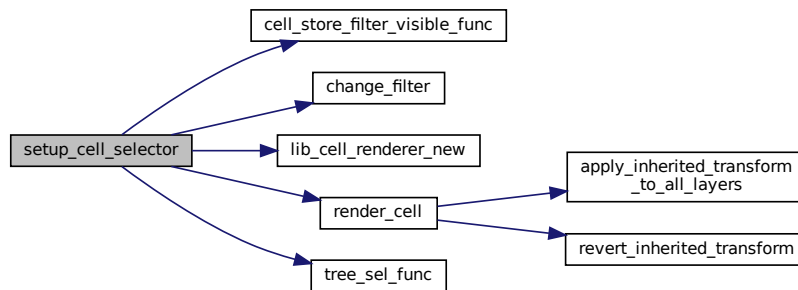 cell_store_filter_visible_func
change_filter
setup_cell_selector
lib_cell_renderer_new
apply_inherited_transform
_to_all_layers
render_cell
revert_inherited_transform
tree_sel_func